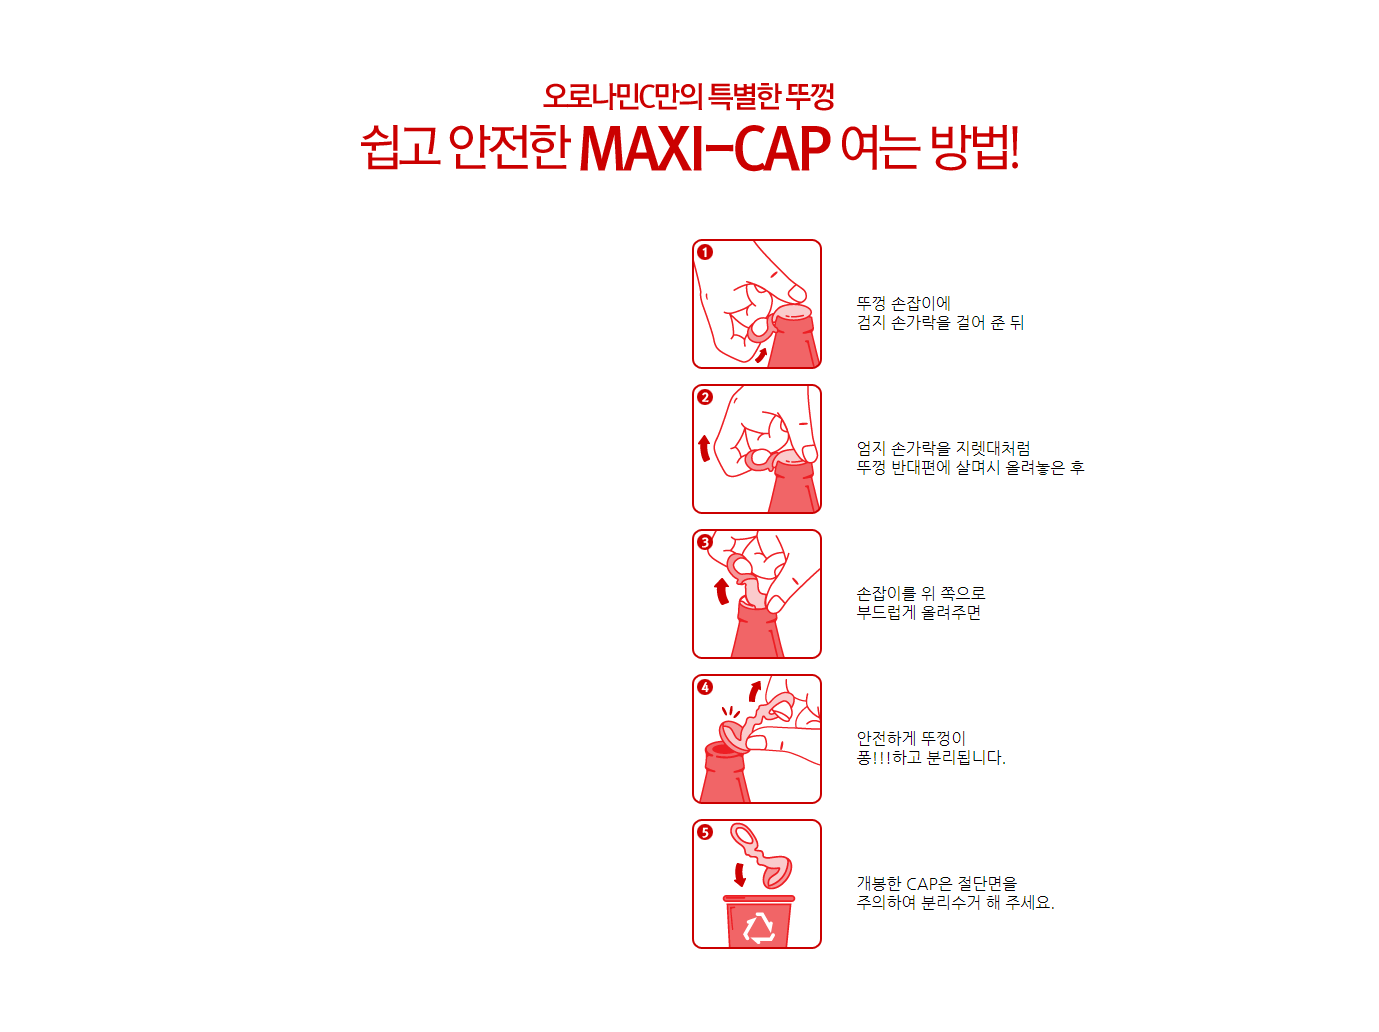 오로나민C만의 특별한 뚜껑
쉽고 안전한 MAXI-CAP 여는 방법!
1
뚜껑 손잡이에
검지 손가락을 걸어 준 뒤
2
엄지 손가락을 지렛대처럼
뚜껑 반대편에 살며시 올려놓은 후
3
손잡이를 위 쪽으로
부드럽게 올려주면
4
안전하게 뚜껑이
퐁!!!하고 분리됩니다.
5
개봉한 CAP은 절단면을
주의하여 분리수거 해 주세요.